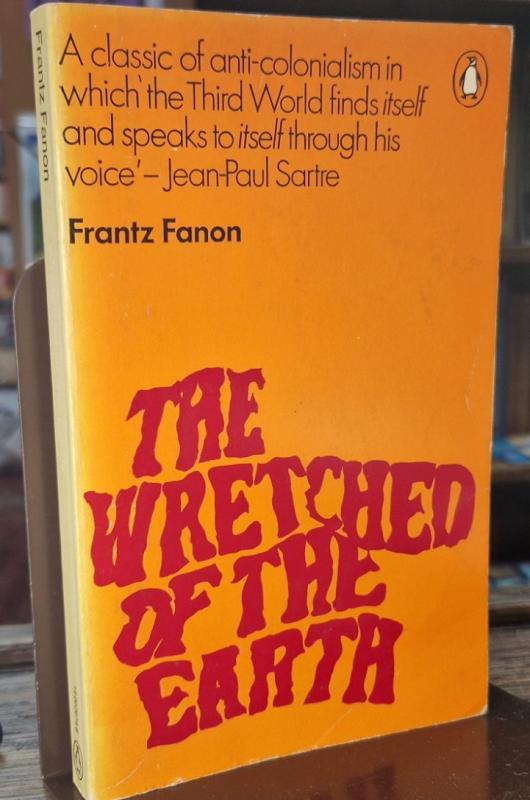 A classic of anti-colonialism in
which 'the Third World finds itself
and speaks to itself through his
voice' – Jean-Paul Sartre
Frantz Fanon
THE
WRETCHED
OF THE
EARTH
Frantz Fanon